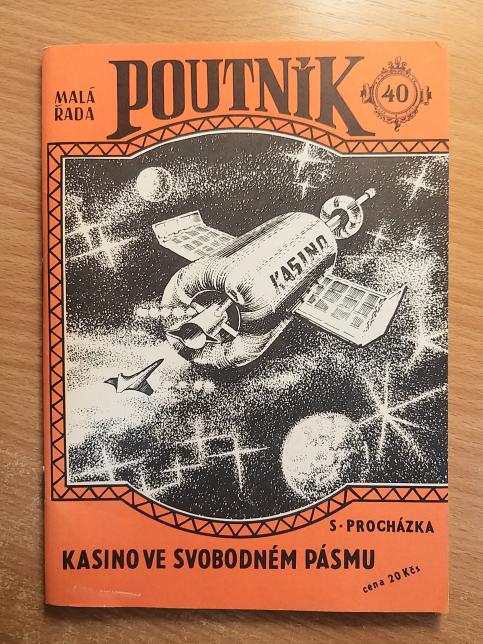 MALÁ
ŘADA
POUTNÍK
40
KASINO
S·PROCHÁZKA
KASINO VE SVOBODNÉM PÁSMU
cena 20 Kčs